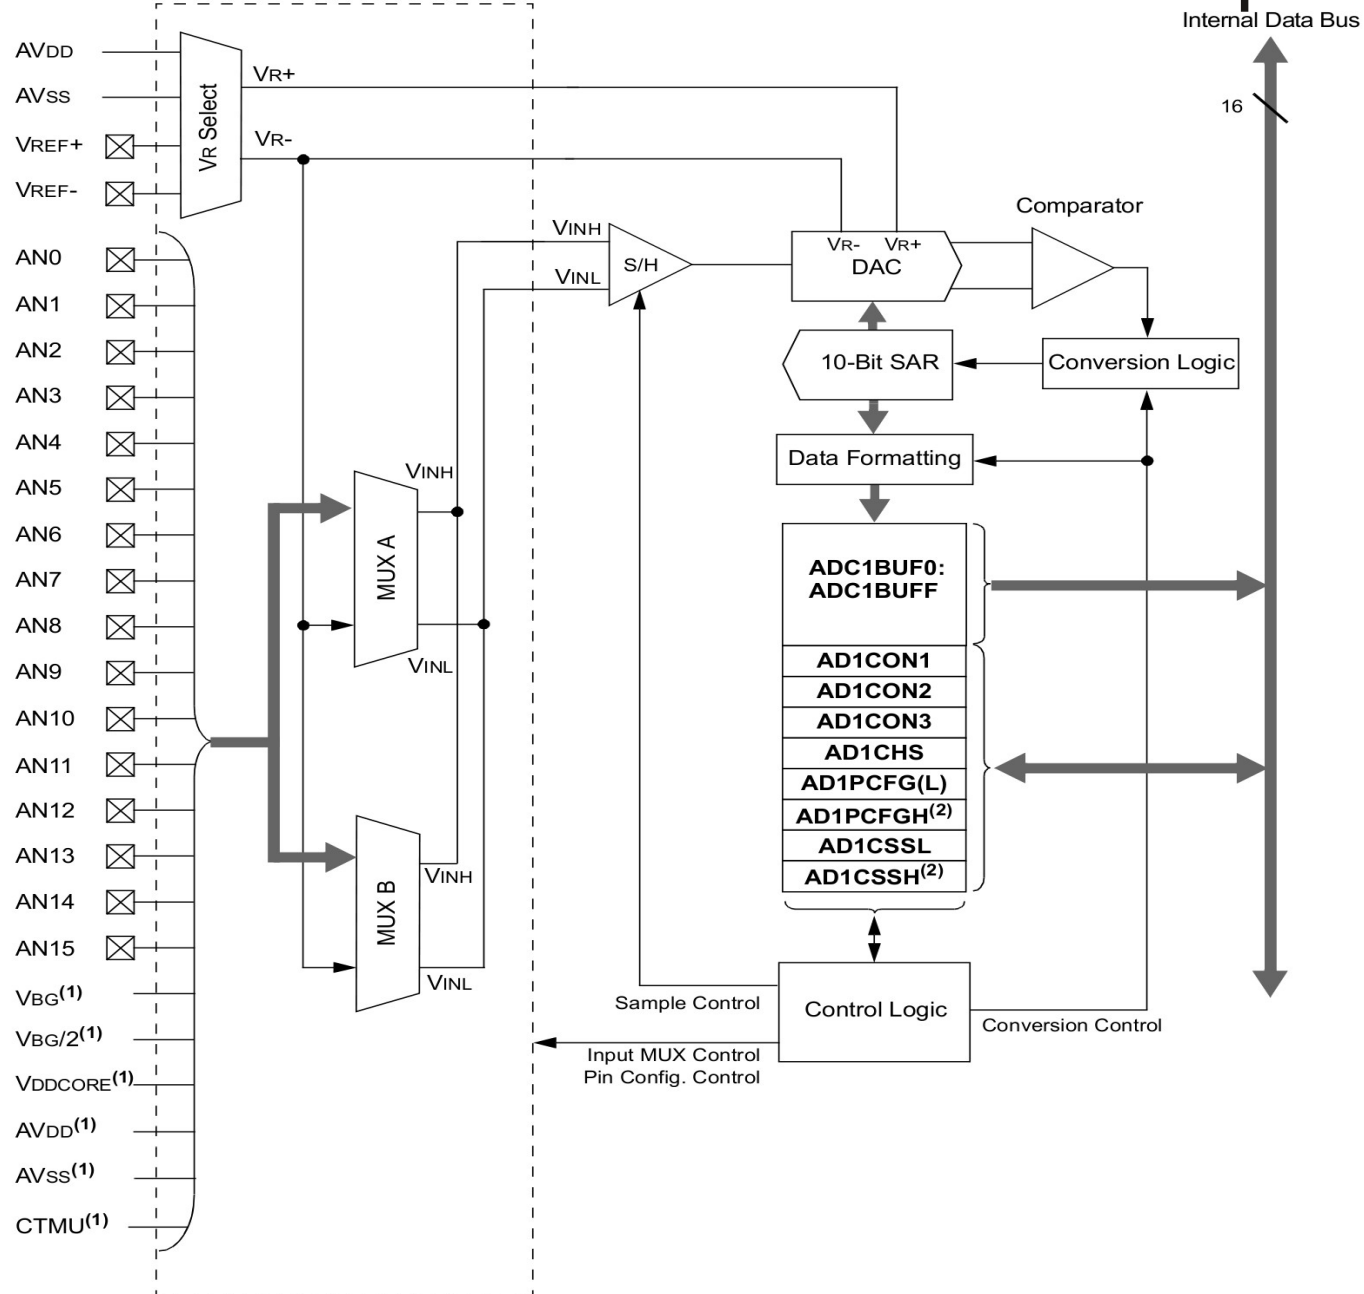 Internal Data Bus
16
AVDD
AVSS
VREF+
VREF-
VR Select
VR+
VR-
AN0
AN1
AN2
AN3
AN4
AN5
AN6
AN7
AN8
AN9
AN10
AN11
AN12
AN13
AN14
AN15
VBG(1)
VBG/2(1)
VDDCORE(1)
AVDD(1)
AVSS(1)
CTMU(1)
VINH
MUX A
VINL
VINH
MUX B
VINL
VINH
VINL
S/H
VR- VR+
DAC
Comparator
10-Bit SAR
Conversion Logic
Data Formatting
ADC1BUF0:
ADC1BUFF
AD1CON1
AD1CON2
AD1CON3
AD1CHS
AD1PCFG(L)
AD1PCFGH(2)
AD1CSSL
AD1CSSH(2)
Control Logic
Sample Control
Conversion Control
Input MUX Control
Pin Config. Control